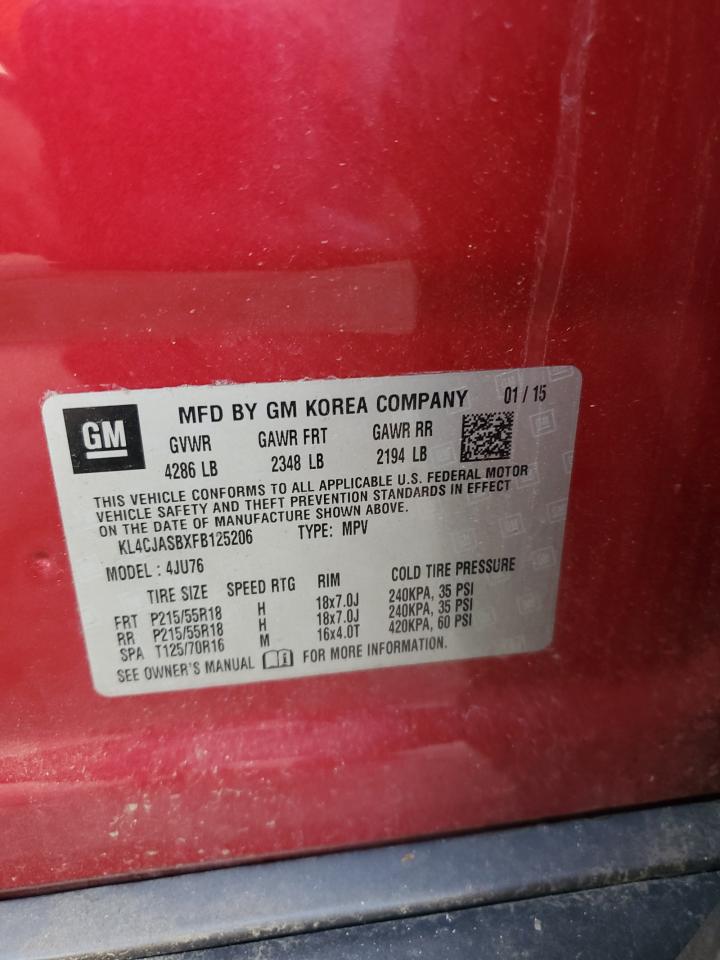 GM
MFD BY GM KOREA COMPANY 01 / 15
GVWR GAWR FRT GAWR RR
4286 LB 2348 LB 2194 LB
THIS VEHICLE CONFORMS TO ALL APPLICABLE U.S. FEDERAL MOTOR
VEHICLE SAFETY AND THEFT PREVENTION STANDARDS IN EFFECT
ON THE DATE OF MANUFACTURE SHOWN ABOVE.
KL4CJASBXFB125206 TYPE: MPV
MODEL : 4JU76
TIRE SIZE SPEED RTG RIM COLD TIRE PRESSURE
FRT P215/55R18 H 18x7.0J 240KPA, 35 PSI
RR P215/55R18 H 18x7.0J 240KPA, 35 PSI
SPA T125/70R16 M 16x4.0T 420KPA, 60 PSI
SEE OWNER'S MANUAL FOR MORE INFORMATION.